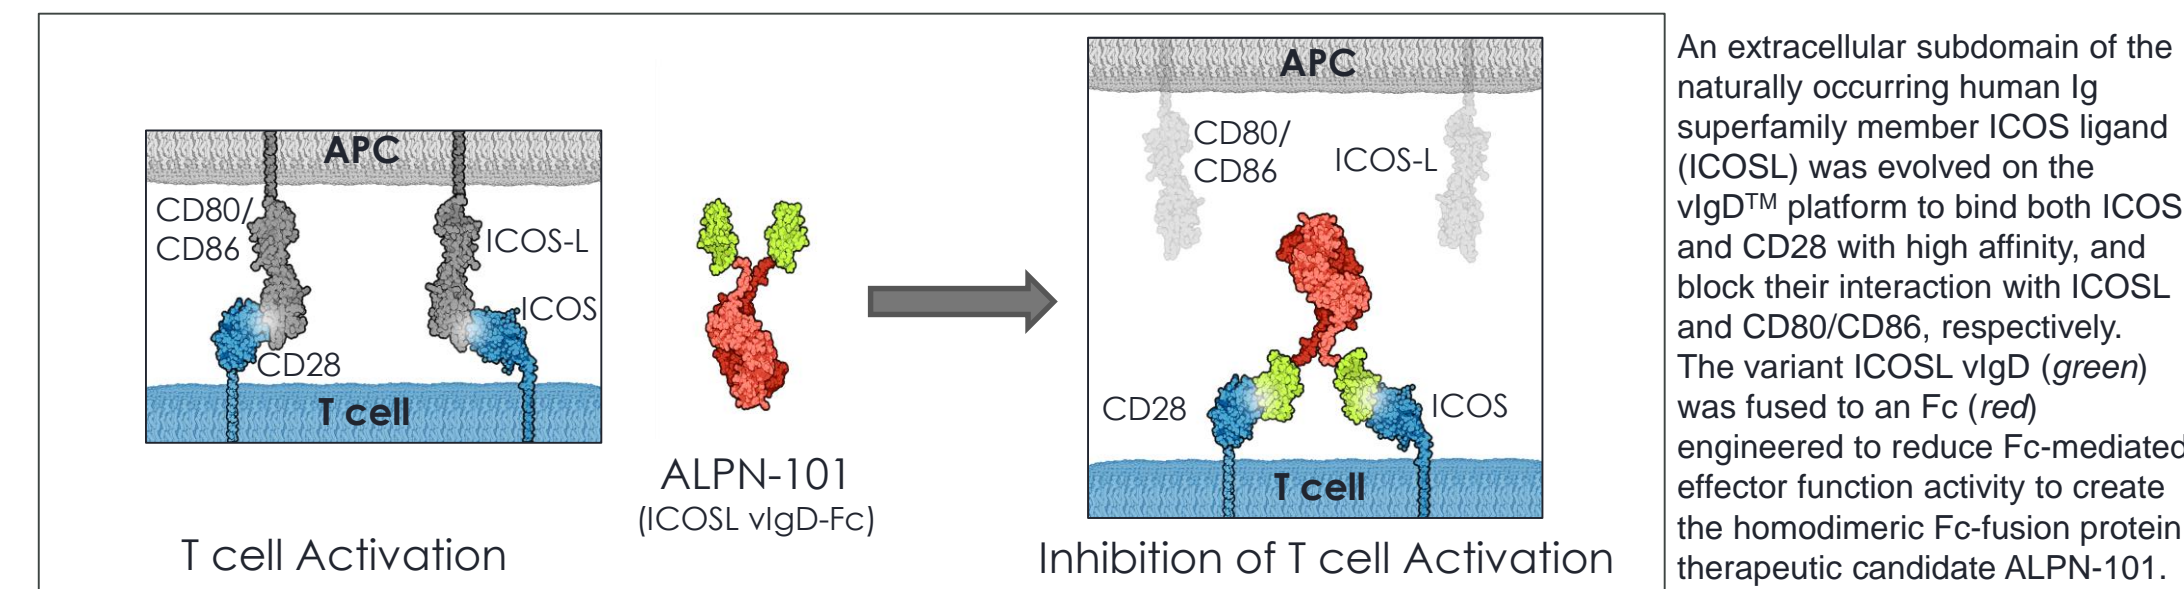 APC
CD80/
CD86
ICOS-L
ICOS
CD28
T cell
T cell Activation
ALPN-101
(ICOSL vIgD-Fc)
APC
CD80/
CD86
ICOS-L
CD28
ICOS
T cell
Inhibition of T cell Activation
An extracellular subdomain of the
naturally occurring human Ig
superfamily member ICOS ligand
(ICOSL) was evolved on the
vIgD™ platform to bind both ICOS
and CD28 with high affinity, and
block their interaction with ICOSL
and CD80/CD86, respectively.
The variant ICOSL vIgD (green)
was fused to an Fc (red)
engineered to reduce Fc-mediated
effector function activity to create
the homodimeric Fc-fusion protein
therapeutic candidate ALPN-101.